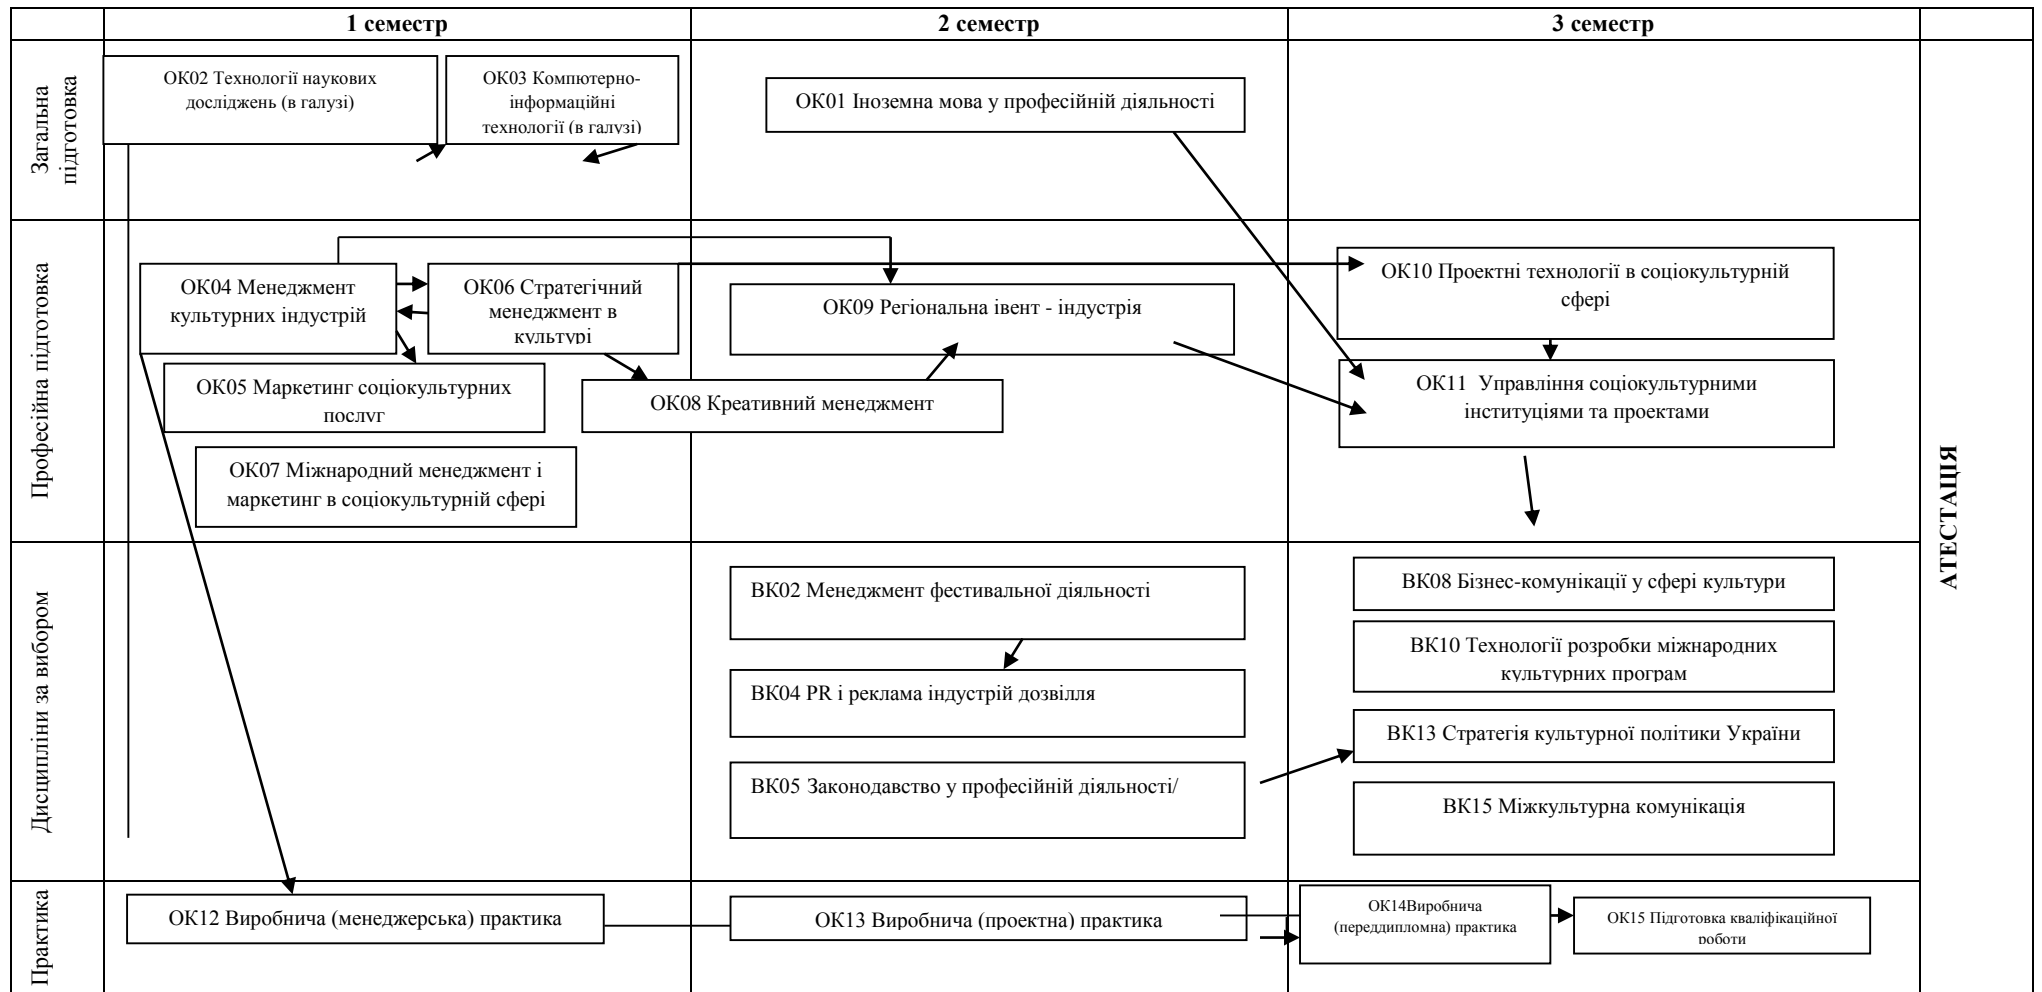 1 семестр
2 семестр
3 семестр
Загальна
підготовка
ОК02 Технології наукових
досліджень (в галузі)
ОК03 Компютерно-
інформаційні
технології (в галузі)
ОК01 Іноземна мова у професійній діяльності
Професійна підготовка
ОК04 Менеджмент
культурних індустрій
ОК06 Стратегічний
менеджмент в
культурі
ОК05 Маркетинг соціокультурних
послуг
ОК07 Міжнародний менеджмент і
маркетинг в соціокультурній сфері
ОК08 Креативний менеджмент
ОК09 Регіональна івент - індустрія
ОК10 Проектні технології в соціокультурній
сфері
ОК11 Управління соціокультурними
інституціями та проектами
Дисципліни за вибором
ВК02 Менеджмент фестивальної діяльності
ВК04 PR і реклама індустрій дозвілля
ВК05 Законодавство у професійній діяльності/
ВК08 Бізнес-комунікації у сфері культури
ВК10 Технології розробки міжнародних
культурних програм
ВК13 Стратегія культурної політики України
ВК15 Міжкультурна комунікація
Практика
ОК12 Виробнича (менеджерська) практика
ОК13 Виробнича (проектна) практика
ОК14Виробнича
(переддипломна) практика
ОК15 Підготовка кваліфікаційної
роботи
АТЕСТАЦІЯ